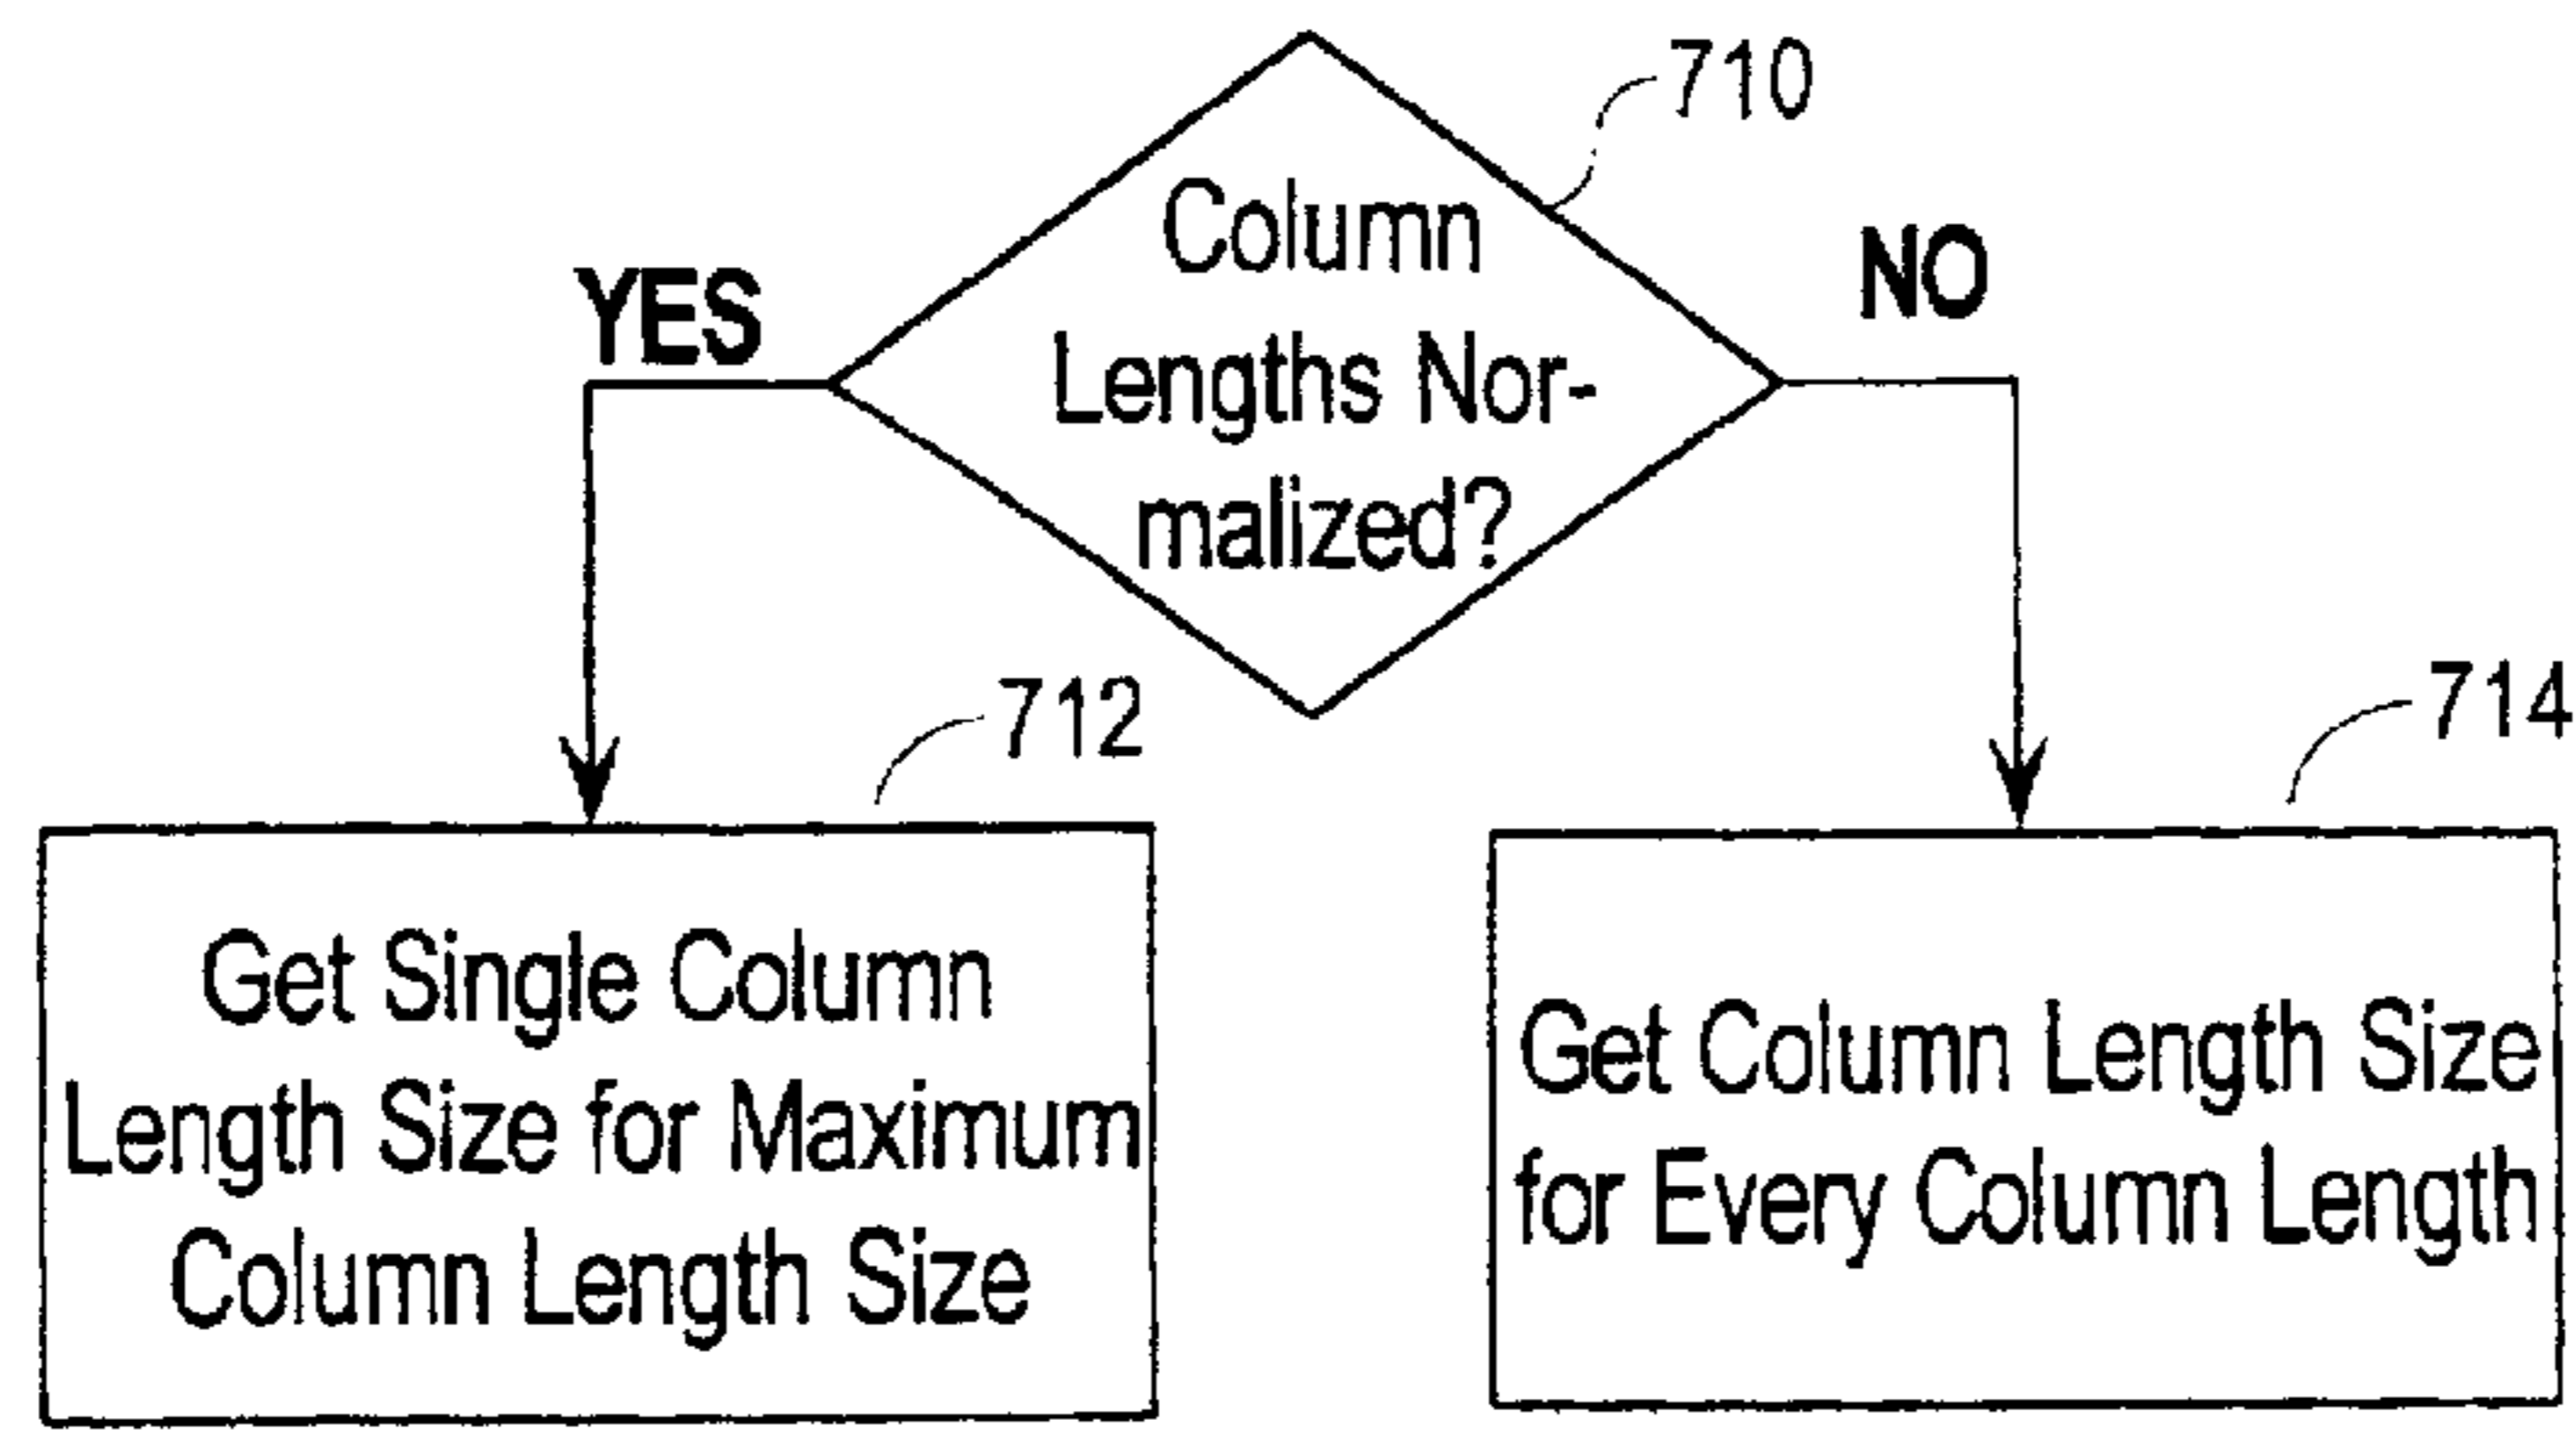 710
Column
Lengths Nor-
malized?
YES
NO
712
Get Single Column
Length Size for Maximum
Column Length Size
714
Get Column Length Size
for Every Column Length